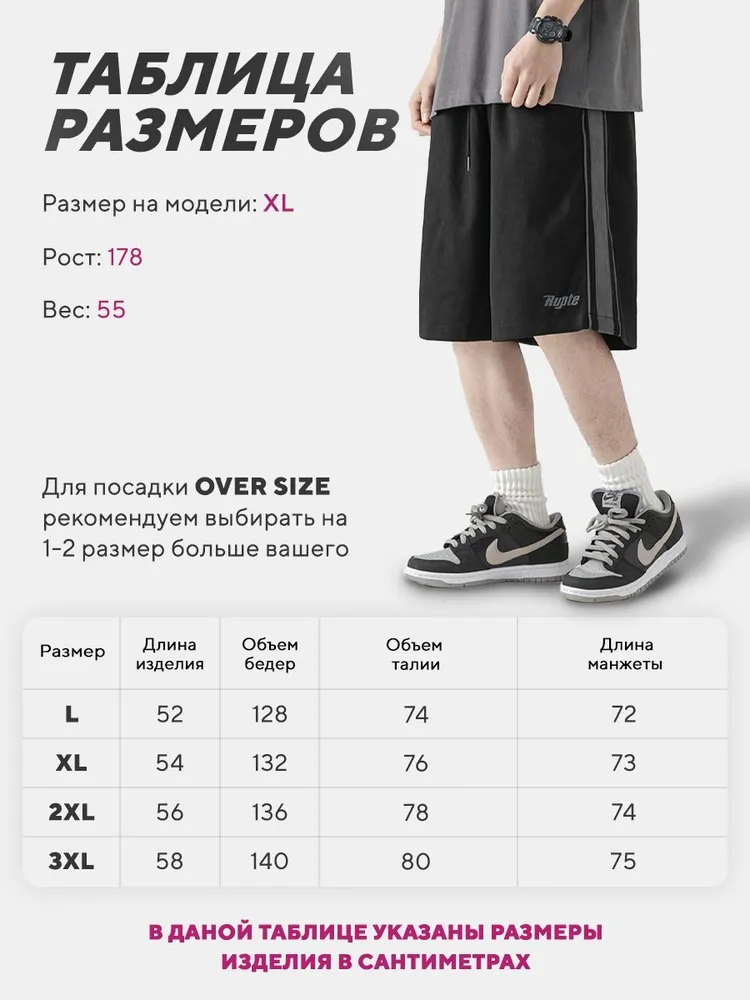 ТАБЛИЦА
РАЗМЕРОВ
Размер на модели: XL
Рост: 178
Вес: 55
Rypte
Для посадки OVER SIZE
рекомендуем выбирать на
1-2 размер больше вашего
Размер Длина изделия Объем бедер Объем талии Длина манжеты
L 52 128 74 72
XL 54 132 76 73
2XL 56 136 78 74
3XL 58 140 80 75
В ДАНОЙ ТАБЛИЦЕ УКАЗАНЫ РАЗМЕРЫ
ИЗДЕЛИЯ В САНТИМЕТРАХ